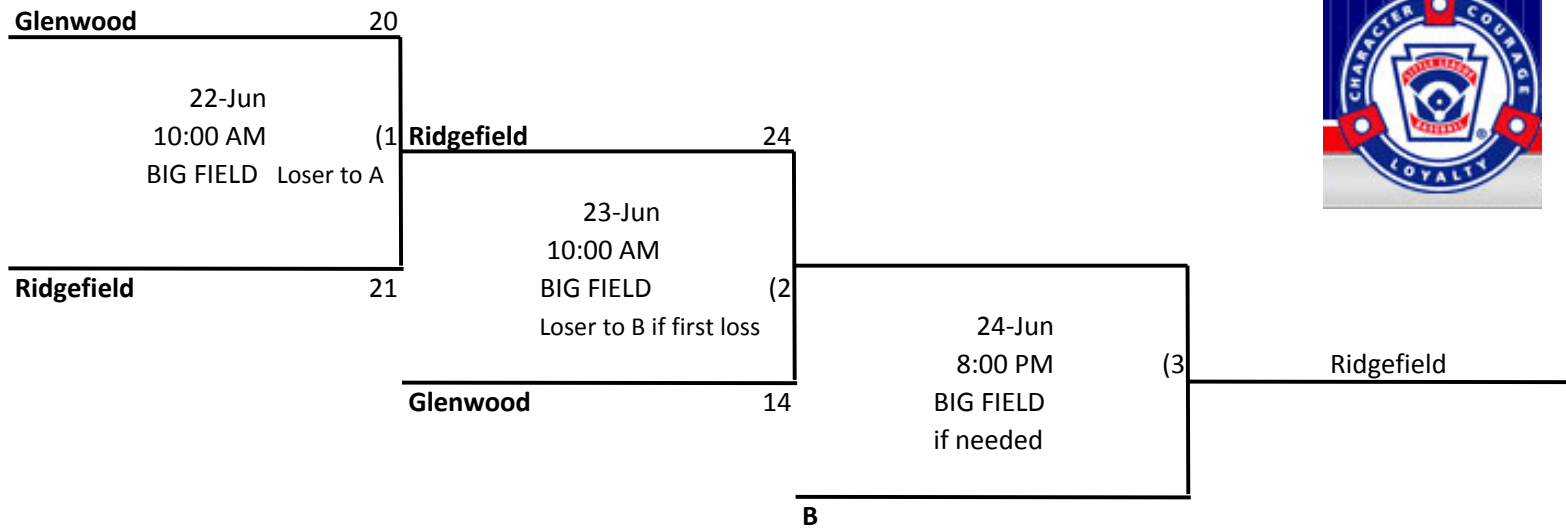 Glenwood 20
22-Jun
10:00 AM (1
BIG FIELD Loser to A
Ridgefield 21
Ridgefield 24
23-Jun
10:00 AM
BIG FIELD (2
Loser to B if first loss
Glenwood 14
24-Jun
8:00 PM (3
BIG FIELD
if needed
B
Ridgefield
CHARACTER COURAGE
LITTLE LEAGUE
BASEBALL
®
LOYALTY